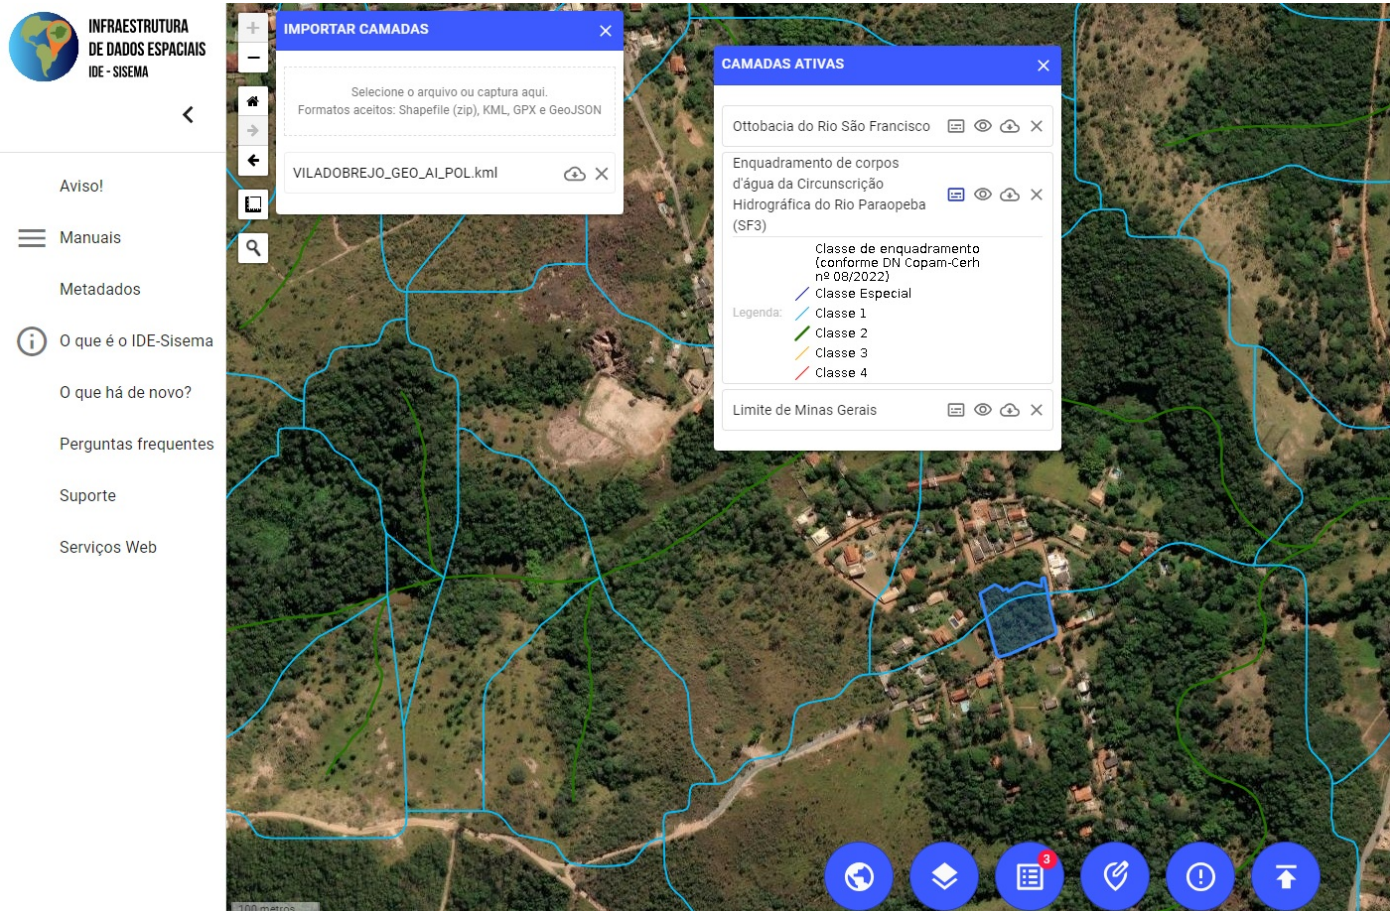 INFRAESTRUTURA
DE DADOS ESPACIAIS
IDE - SISEMA
Aviso!
Manuais
Metadados
O que é o IDE-Sisema
O que há de novo?
Perguntas frequentes
Suporte
Serviços Web
IMPORTAR CAMADAS
Selecione o arquivo ou captura aqui.
Formatos aceitos: Shapefile (zip), KML, GPX e GeoJSON
VILADOBREJO_GEO_AI_POL.kml
CAMADAS ATIVAS
Ottobacia do Rio São Francisco
Enquadramento de corpos
d'água da Circunscrição
Hidrográfica do Rio Paraopeba
(SF3)
Legenda:
Classe de enquadramento
(conforme DN Copam-Cerh
nº 08/2022)
Classe Especial
Classe 1
Classe 2
Classe 3
Classe 4
Limite de Minas Gerais
3
100 metros